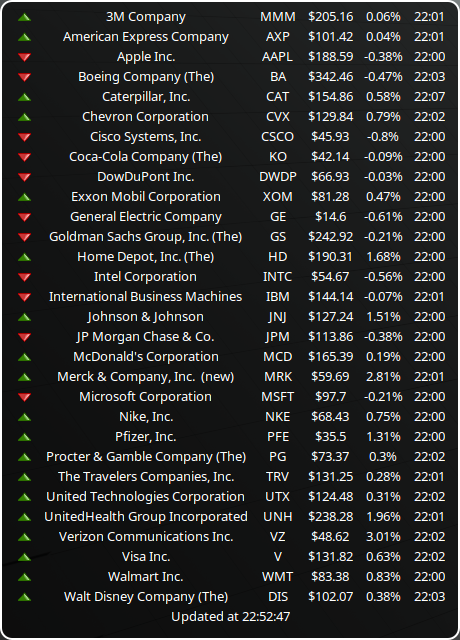 3M Company MMM $205.16 0.06% 22:01
American Express Company AXP $101.42 0.04% 22:01
Apple Inc. AAPL $188.59 -0.38% 22:00
Boeing Company (The) BA $342.46 -0.47% 22:03
Caterpillar, Inc. CAT $154.86 0.58% 22:07
Chevron Corporation CVX $129.84 0.79% 22:02
Cisco Systems, Inc. CSCO $45.93 -0.8% 22:00
Coca-Cola Company (The) KO $42.14 -0.09% 22:00
DowDuPont Inc. DWDP $66.93 -0.03% 22:00
Exxon Mobil Corporation XOM $81.28 0.47% 22:00
General Electric Company GE $14.6 -0.61% 22:00
Goldman Sachs Group, Inc. (The) GS $242.92 -0.21% 22:00
Home Depot, Inc. (The) HD $190.31 1.68% 22:00
Intel Corporation INTC $54.67 -0.56% 22:00
International Business Machines IBM $144.14 -0.07% 22:01
Johnson & Johnson JNJ $127.24 1.51% 22:00
JP Morgan Chase & Co. JPM $113.86 -0.38% 22:00
McDonald's Corporation MCD $165.39 0.19% 22:00
Merck & Company, Inc. (new) MRK $59.69 2.81% 22:01
Microsoft Corporation MSFT $97.7 -0.21% 22:00
Nike, Inc. NKE $68.43 0.75% 22:00
Pfizer, Inc. PFE $35.5 1.31% 22:00
Procter & Gamble Company (The) PG $73.37 0.3% 22:02
The Travelers Companies, Inc. TRV $131.25 0.28% 22:01
United Technologies Corporation UTX $124.48 0.31% 22:02
UnitedHealth Group Incorporated UNH $238.28 1.96% 22:01
Verizon Communications Inc. VZ $48.62 3.01% 22:02
Visa Inc. V $131.82 0.63% 22:02
Walmart Inc. WMT $83.38 0.83% 22:00
Walt Disney Company (The) DIS $102.07 0.38% 22:03
Updated at 22:52:47